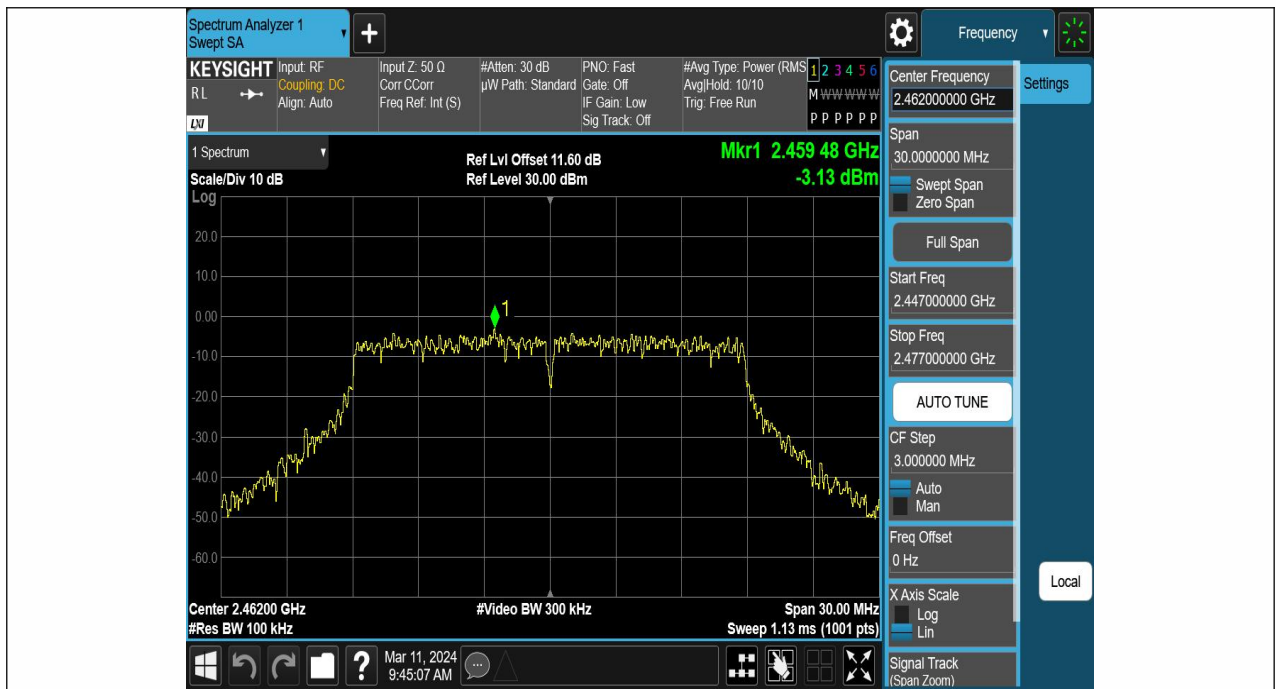 Spectrum Analyzer 1
Swept SA
+
Frequency
KEYSIGHT
RL
LXI
Input: RF
Coupling: DC
Align: Auto
Input Z: 50 Ω
Corr CCorr
Freq Ref: Int (S)
#Atten: 30 dB
µW Path: Standard
PNO: Fast
Gate: Off
IF Gain: Low
Sig Track: Off
#Avg Type: Power (RMS
Avg|Hold: 10/10
Trig: Free Run
1 2 3 4 5 6
M W W W W W
P P P P P P
1 Spectrum
Scale/Div 10 dB
Ref Lvl Offset 11.60 dB
Ref Level 30.00 dBm
Mkr1 2.459 48 GHz
-3.13 dBm
Log
20.0
10.0
0.00
-10.0
-20.0
-30.0
-40.0
-50.0
-60.0
1
Center 2.46200 GHz
#Res BW 100 kHz
#Video BW 300 kHz
Span 30.00 MHz
Sweep 1.13 ms (1001 pts)
Center Frequency
2.462000000 GHz
Span
30.0000000 MHz
Swept Span
Zero Span
Full Span
Start Freq
2.447000000 GHz
Stop Freq
2.477000000 GHz
AUTO TUNE
CF Step
3.000000 MHz
Auto
Man
Freq Offset
0 Hz
X Axis Scale
Log
Lin
Signal Track
(Span Zoom)
Settings
Local
?
Mar 11, 2024
9:45:07 AM